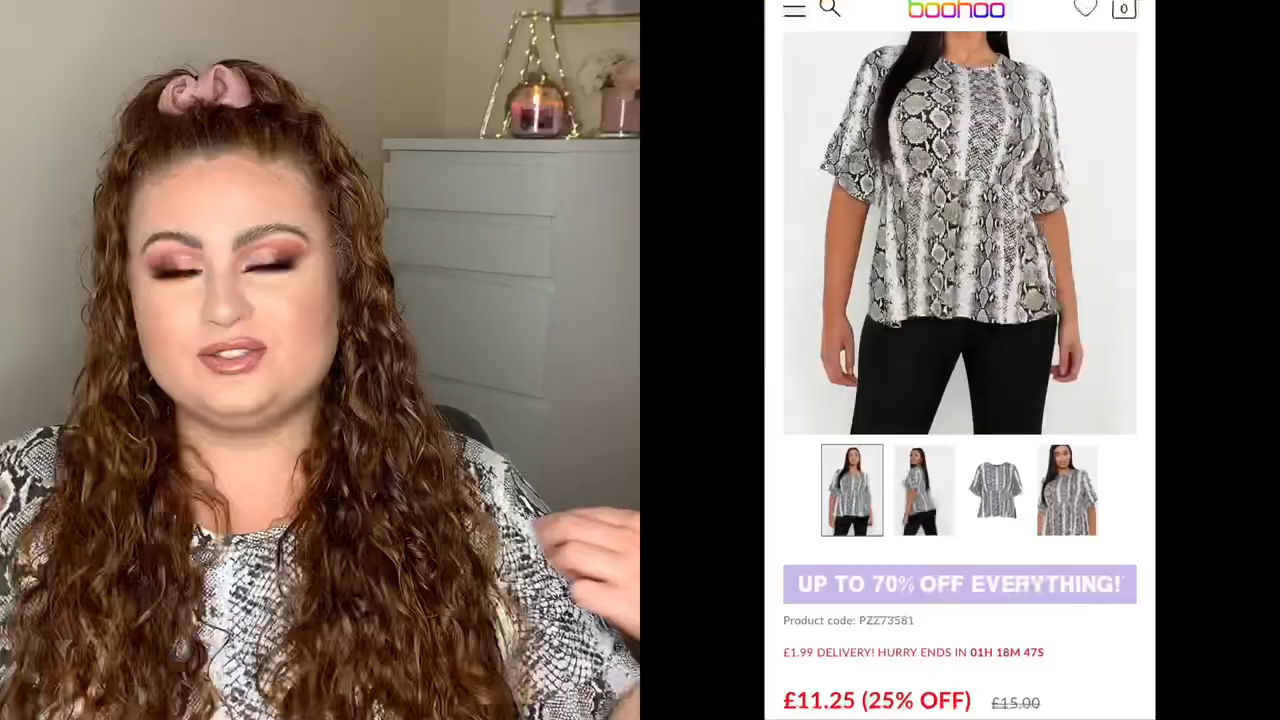 boohoo
0
UP TO 70% OFF EVERYTHING!
Product code: PZZ73581
£1.99 DELIVERY! HURRY ENDS IN 01H 18M 47S
£11.25 (25% OFF) £15.00